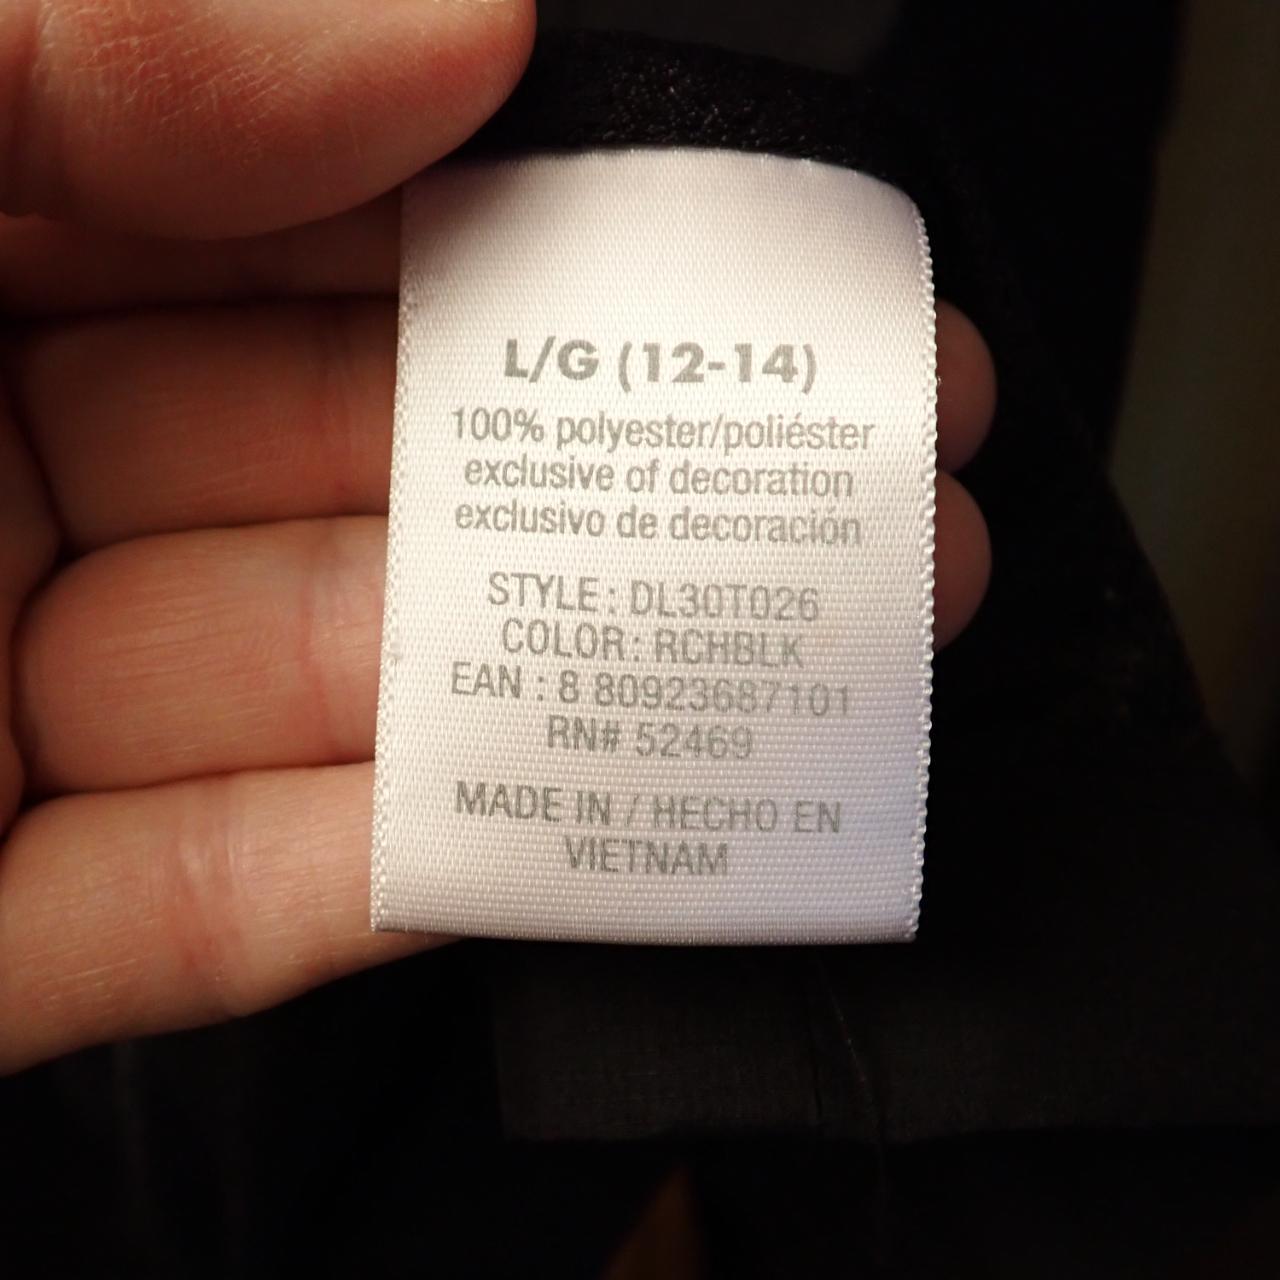 L/G (12-14)
100% polyester/poliéster
exclusive of decoration
exclusivo de decoración
STYLE: DL30T026
COLOR: RCHBLK
EAN : 8 80923687101
RN# 52469
MADE IN / HECHO EN
VIETNAM